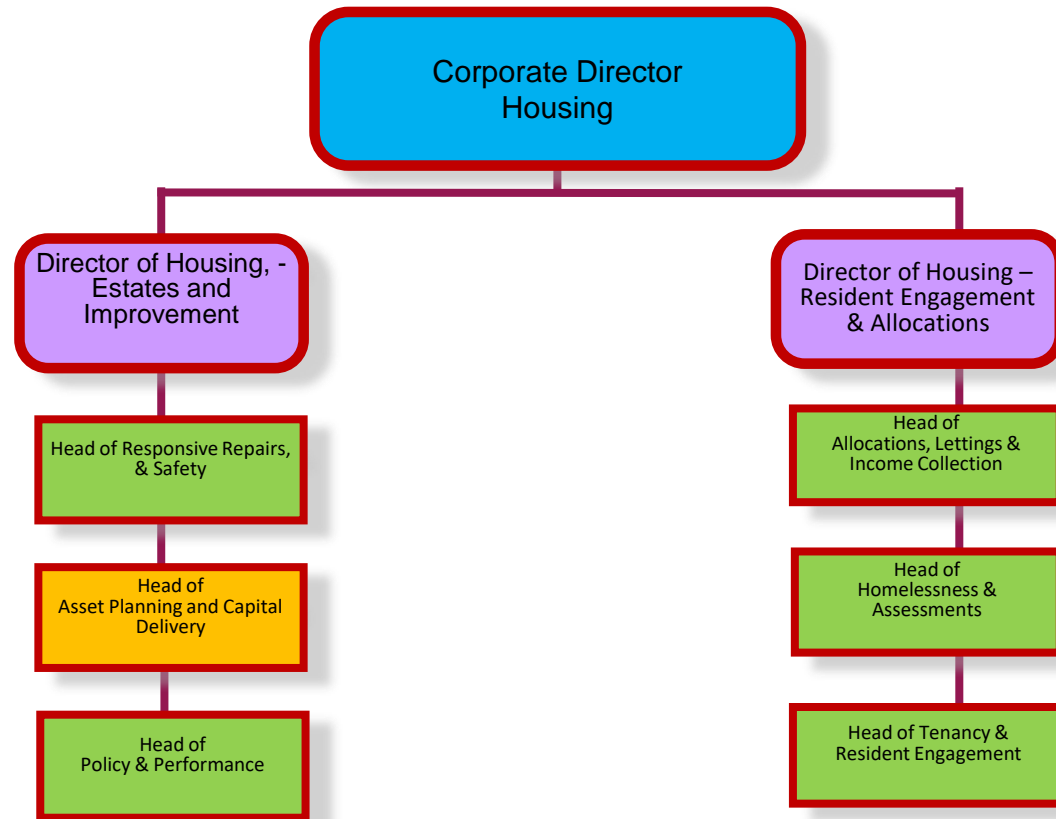 Corporate Director
Housing
Director of Housing, -
Estates and
Improvement
Head of Responsive Repairs,
& Safety
Head of
Asset Planning and Capital
Delivery
Head of
Policy & Performance
Director of Housing –
Resident Engagement
& Allocations
Head of
Allocations, Lettings &
Income Collection
Head of
Homelessness &
Assessments
Head of Tenancy &
Resident Engagement